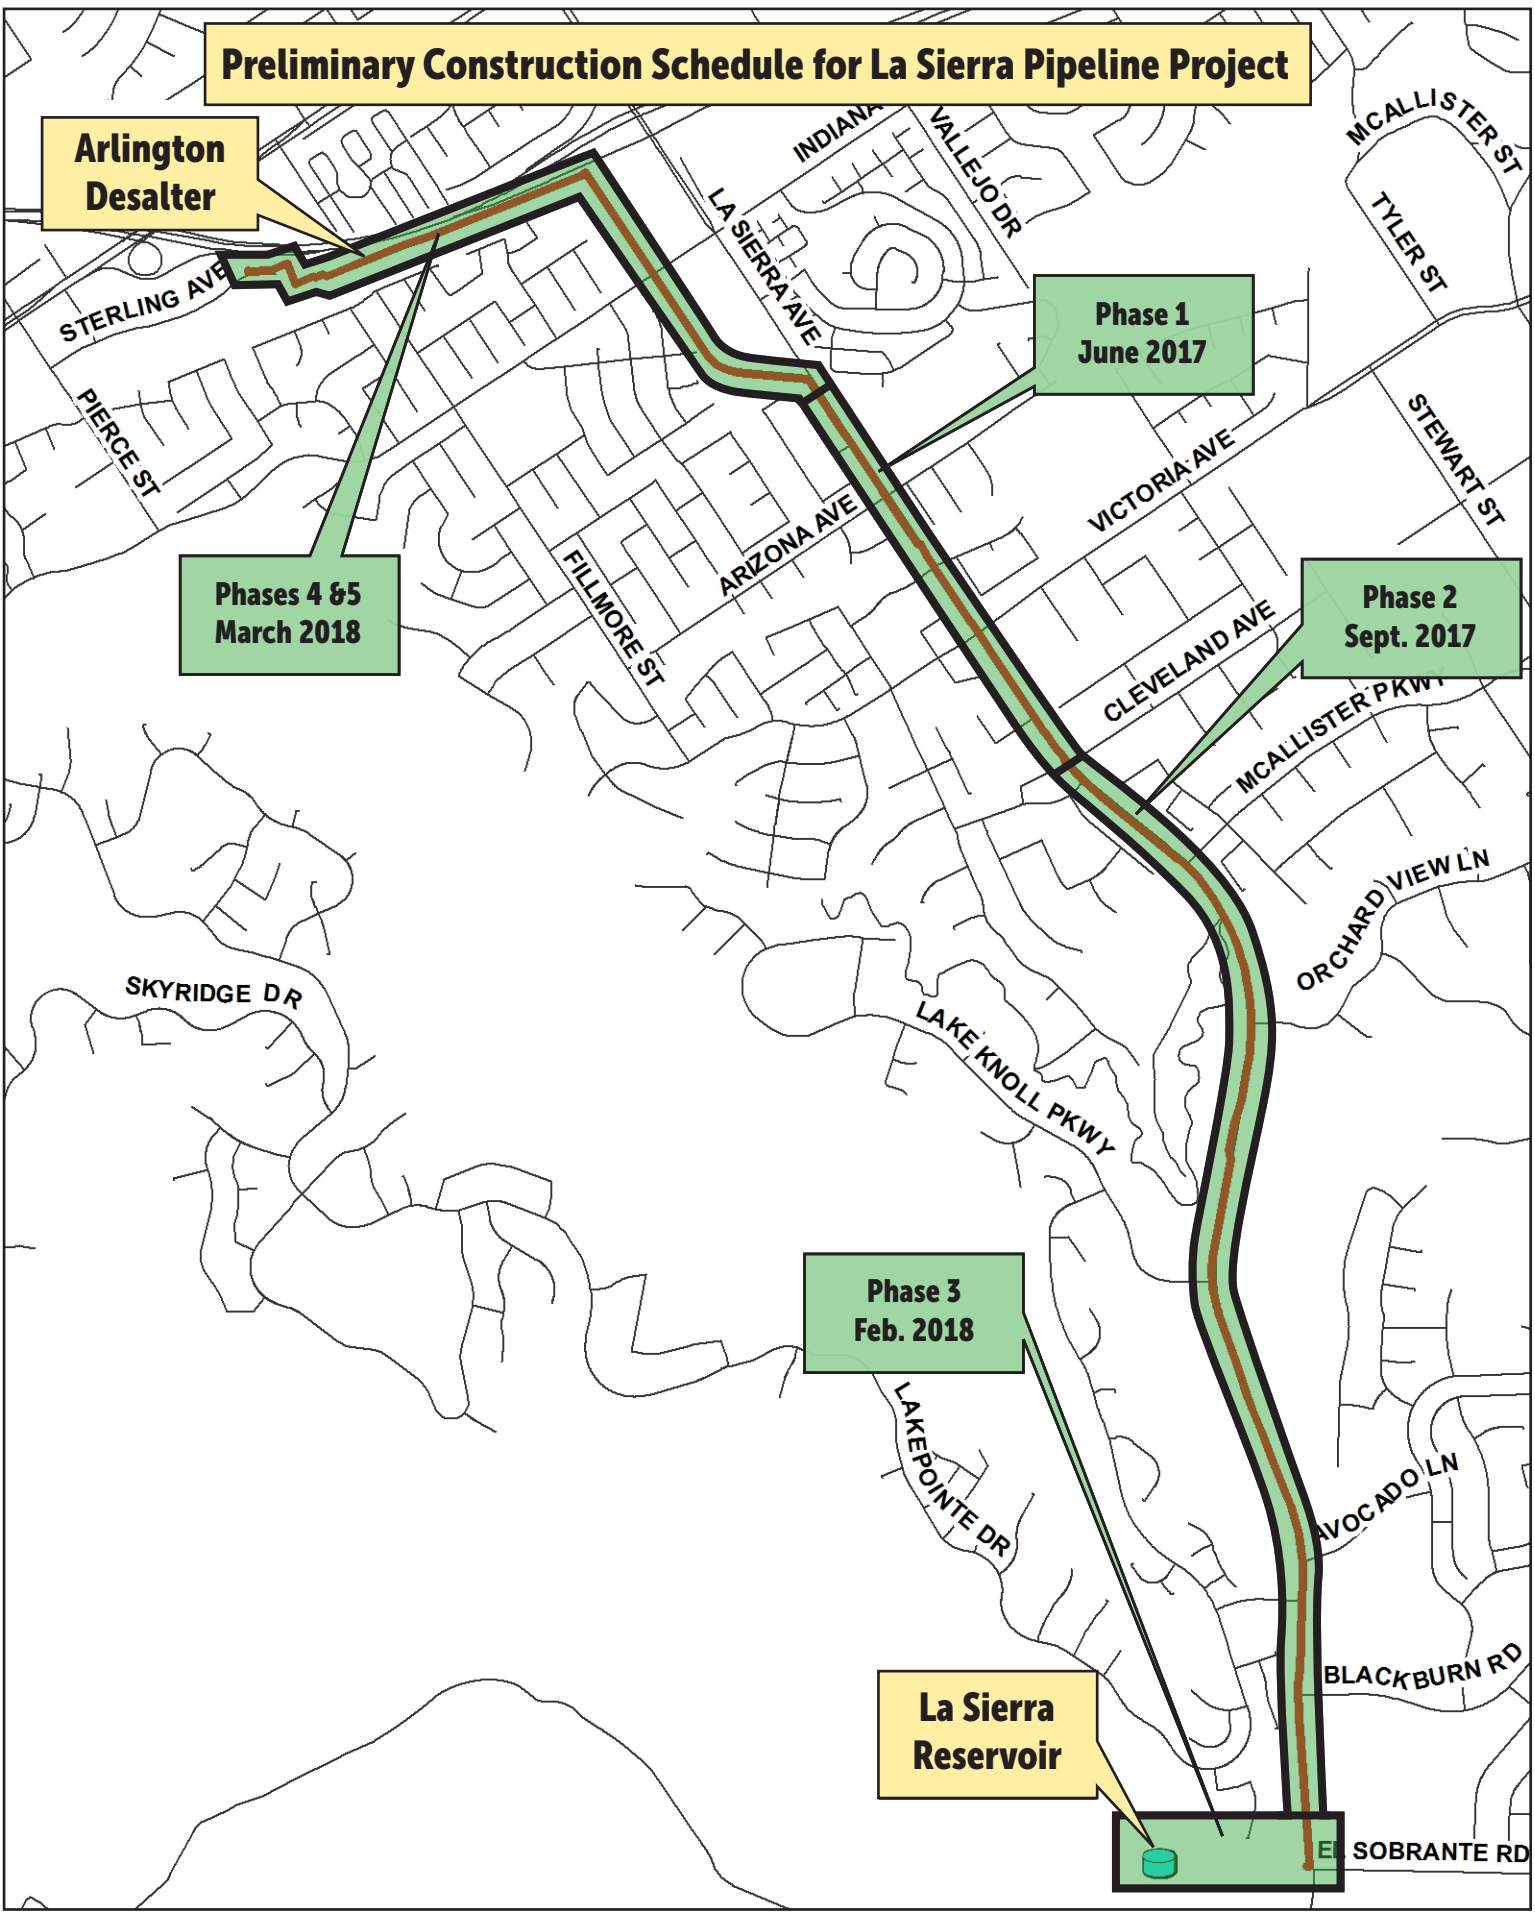 Preliminary Construction Schedule for La Sierra Pipeline Project
MCALLISTER ST
INDIANA
VALLEJO DR
Arlington
Desalter
LA SIERRA AVE
TYLER ST
STERLING AVE
Phase 1
June 2017
PIERCE ST
STEWART ST
VICTORIA AVE
ARIZONA AVE
FILLMORE ST
Phases 4 &5
March 2018
Phase 2
Sept. 2017
CLEVELAND AVE
MCALLISTER PKWY
ORCHARD VIEW LN
SKYRIDGE DR
LAKE KNOLL PKWY
Phase 3
Feb. 2018
LAKEPOINTE DR
AVOCADO LN
BLACKBURN RD
La Sierra
Reservoir
EL SOBRANTE RD